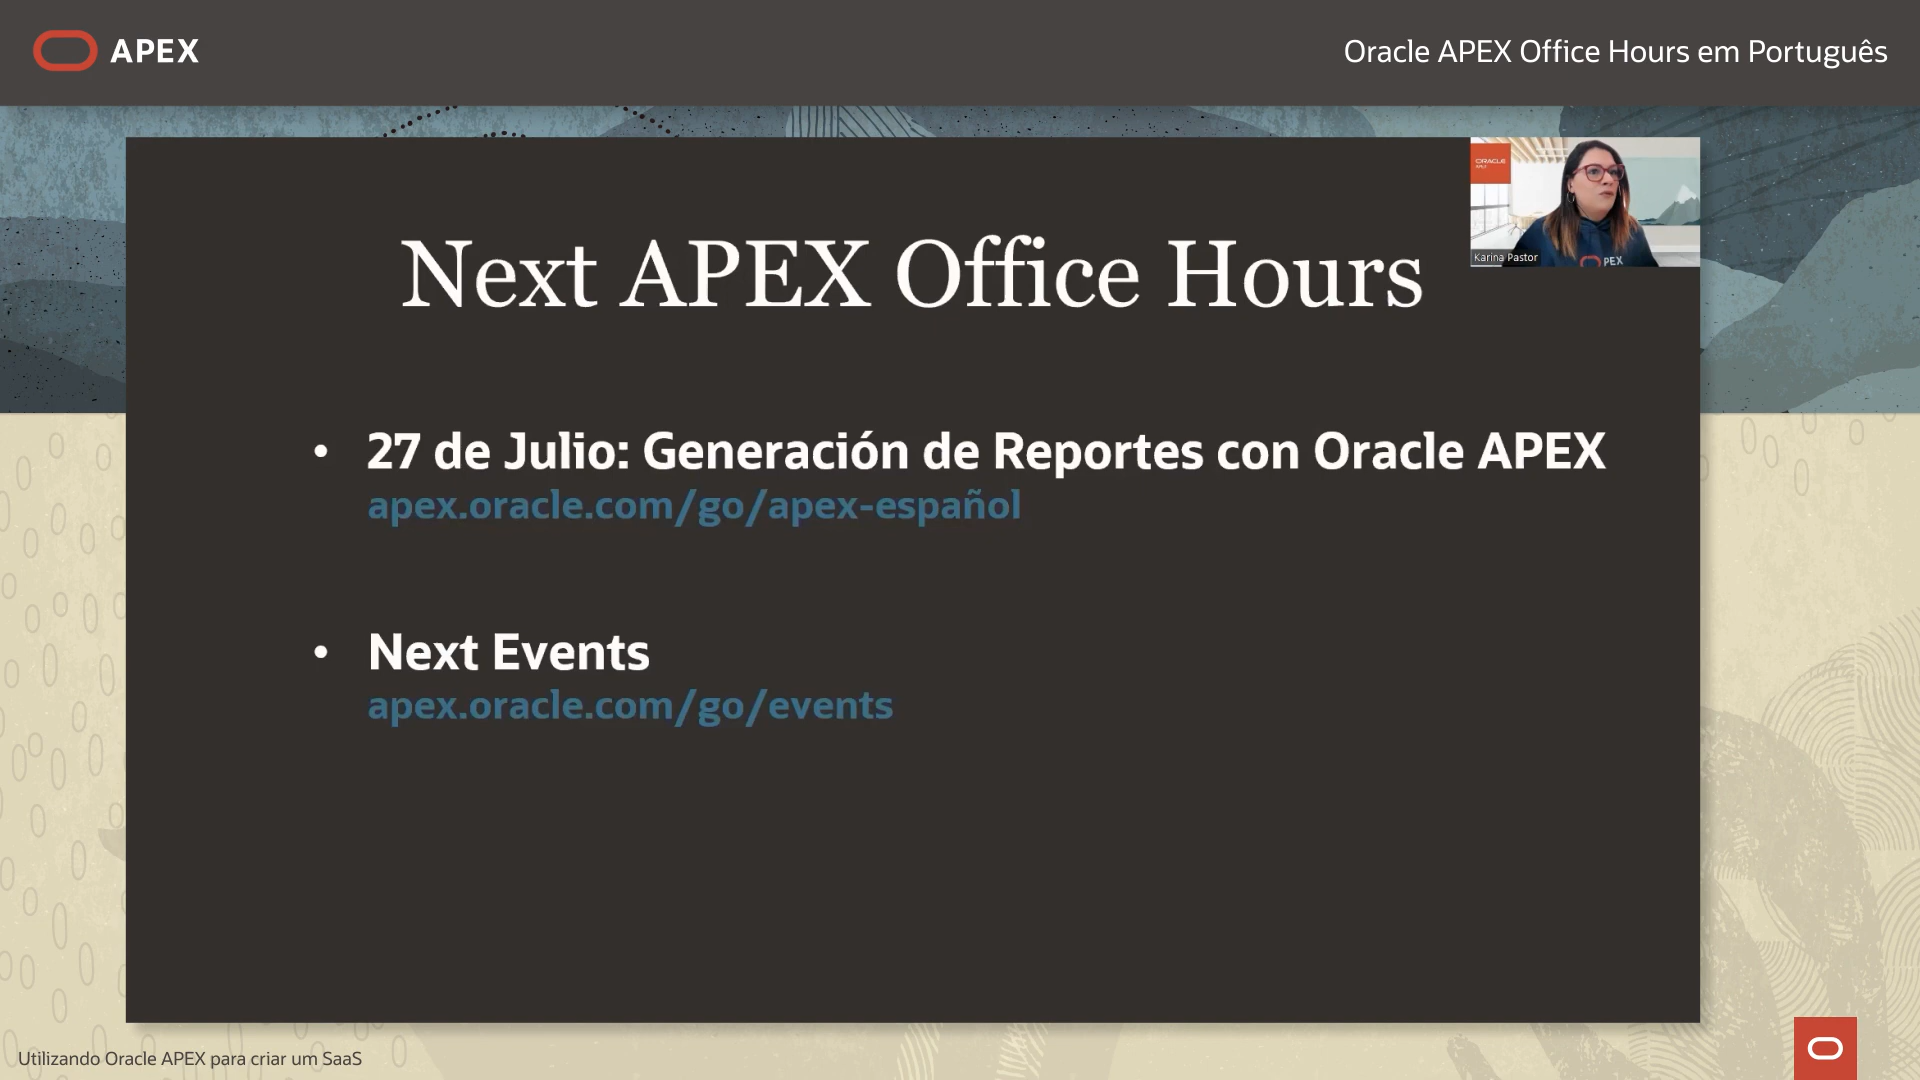 APEX
Oracle APEX Office Hours em Português
ORACLE
Karina Pastor
PEX
Next APEX Office Hours
• 27 de Julio: Generación de Reportes con Oracle APEX
apex.oracle.com/go/apex-español
• Next Events
apex.oracle.com/go/events
Utilizando Oracle APEX para criar um SaaS